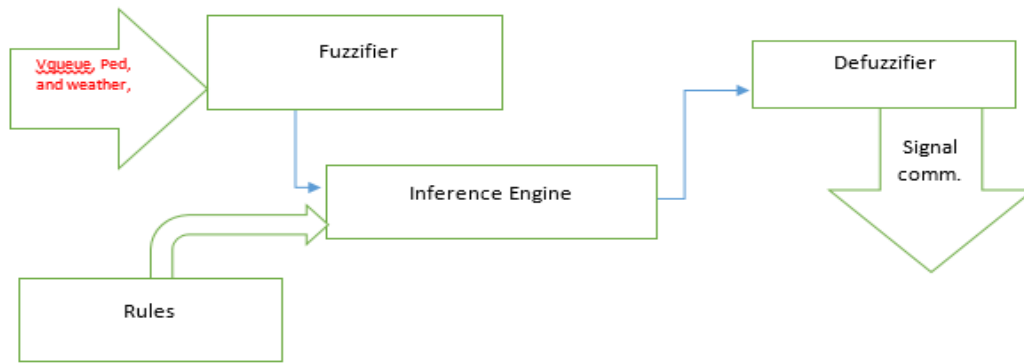 Vqueue, Ped,
and weather,
Fuzzifier
Defuzzifier
Signal
comm.
Inference Engine
Rules